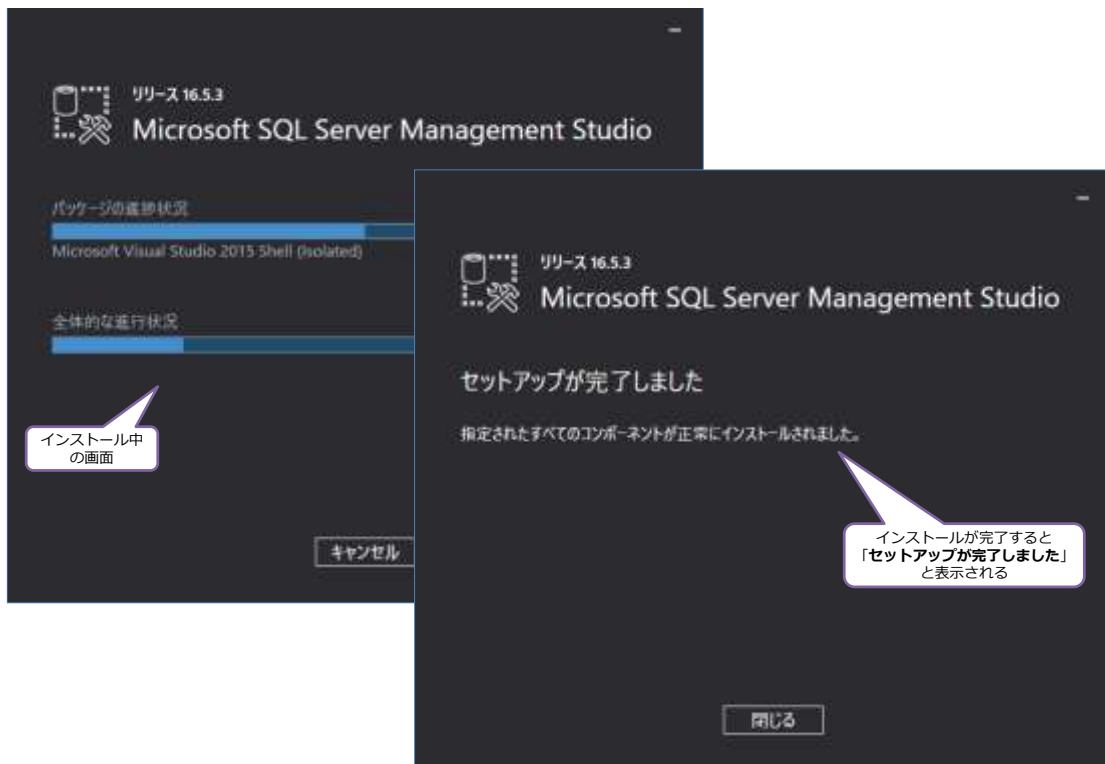 リリース 16.5.3
Microsoft SQL Server Management Studio
パッケージの進捗状況
Microsoft Visual Studio 2015 Shell (Isolated)
全体的な進行状況
インストール中
の画面
キャンセル
リリース 16.5.3
Microsoft SQL Server Management Studio
セットアップが完了しました
指定されたすべてのコンポーネントが正常にインストールされました。
インストールが完了すると
「セットアップが完了しました」
と表示される
閉じる